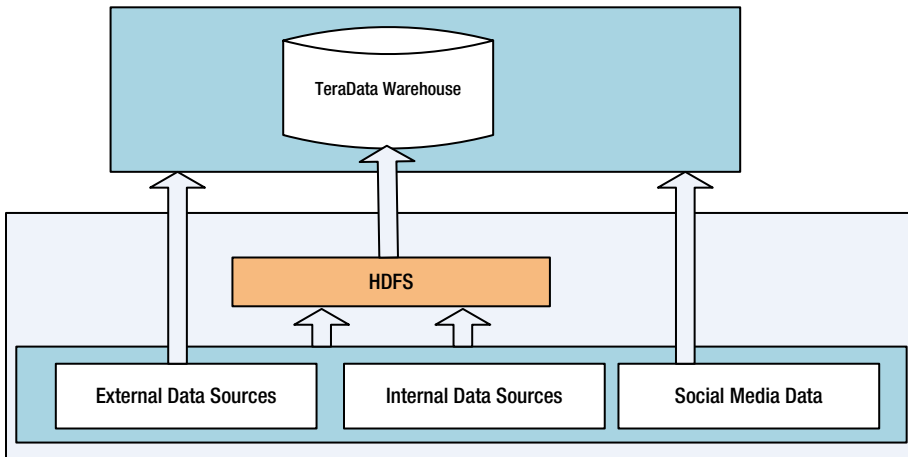 TeraData Warehouse
HDFS
External Data Sources
Internal Data Sources
Social Media Data